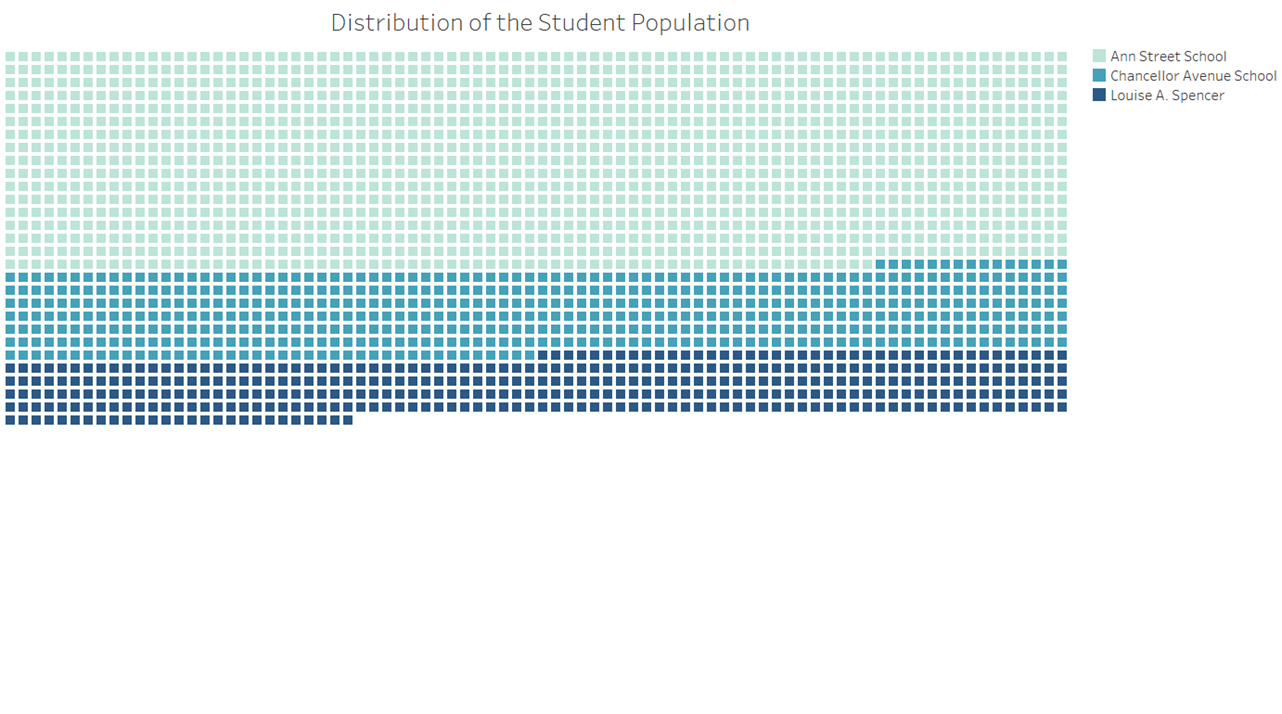 Distribution of the Student Population
Ann Street School
Chancellor Avenue School
Louise A. Spencer